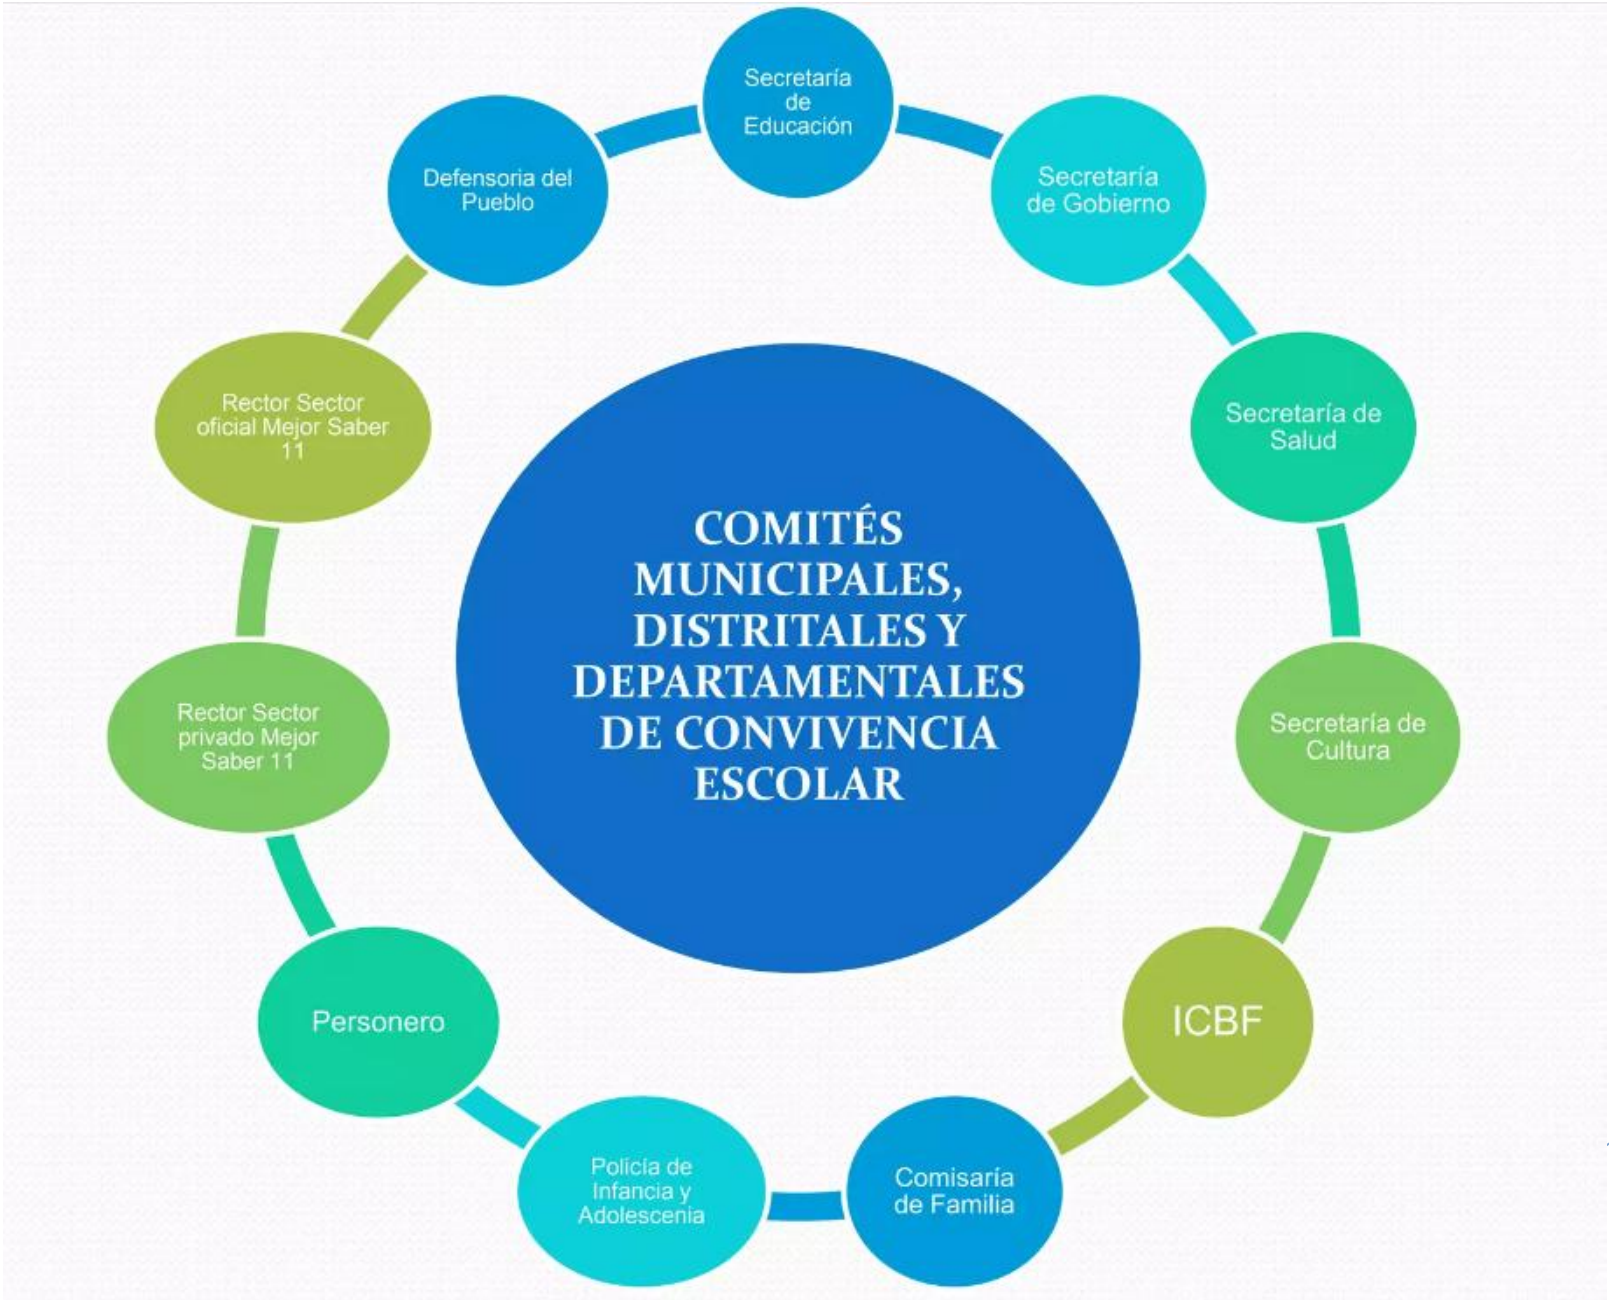 Secretaría
de
Educación
Secretaría
de Gobierno
Secretaría de
Salud
Secretaría de
Cultura
ICBF
Comisaría
de Familia
Policía de
Infancia y
Adolescenia
Personero
Rector Sector
privado Mejor
Saber 11
Rector Sector
oficial Mejor Saber
11
Defensoria del
Pueblo
COMITÉS
MUNICIPALES,
DISTRITALES Y
DEPARTAMENTALES
DE CONVIVENCIA
ESCOLAR